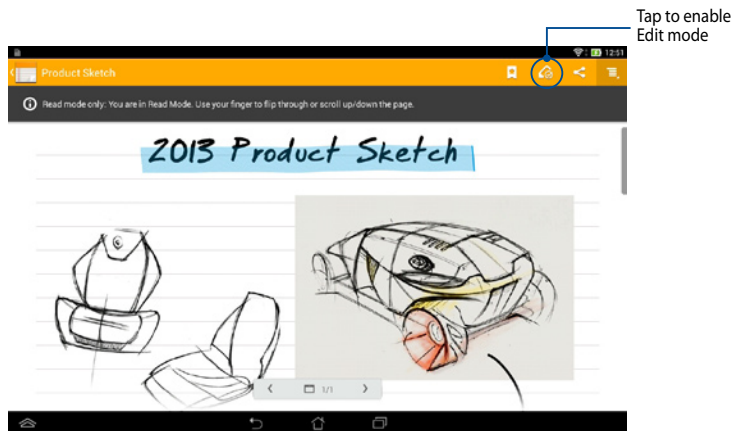 Tap to enable
Edit mode
12:51
Product Sketch
Read mode only: You are in Read Mode. Use your finger to flip through or scroll up/down the page.
2013 Product Sketch
1/1